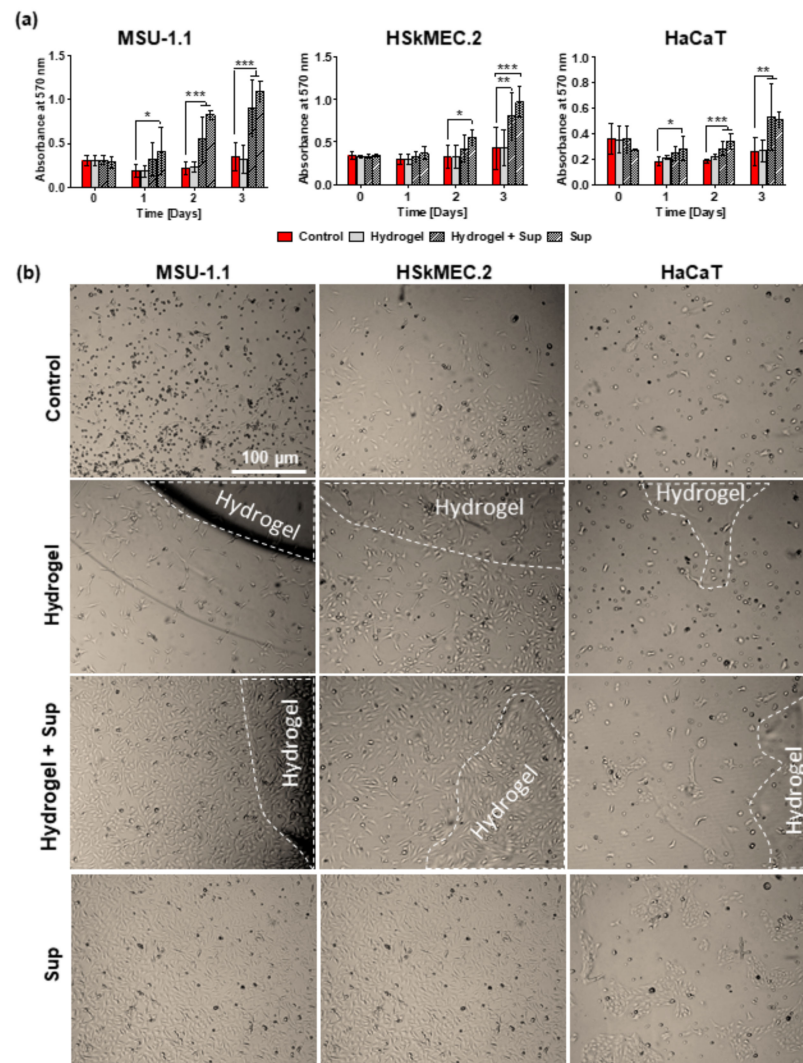 (a)
MSU-1.1
HSkMEC.2
HaCaT
Absorbance at 570 nm
1.5
1.0
0.5
0.0
*
***
***
0 1 2 3
Time [Days]
Absorbance at 570 nm
1.5
1.0
0.5
0.0
*
**
***
0 1 2 3
Time [Days]
Absorbance at 570 nm
1.0
0.8
0.6
0.4
0.2
0.0
*
***
**
0 1 2 3
Time [Days]
Control Hydrogel Hydrogel + Sup Sup
(b)
MSU-1.1
HSkMEC.2
HaCaT
Control
100 µm
Hydrogel
Hydrogel
Hydrogel
Hydrogel
Hydrogel + Sup
Hydrogel
Hydrogel
Hydrogel
Sup